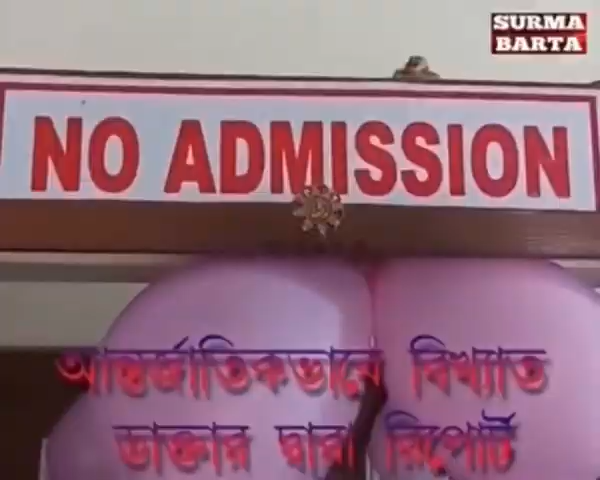 SURMA
BARTA
NO ADMISSION
আন্তর্জাতিকভাবে বিখ্যাত
ডাক্তার দ্বারা রিপোর্ট